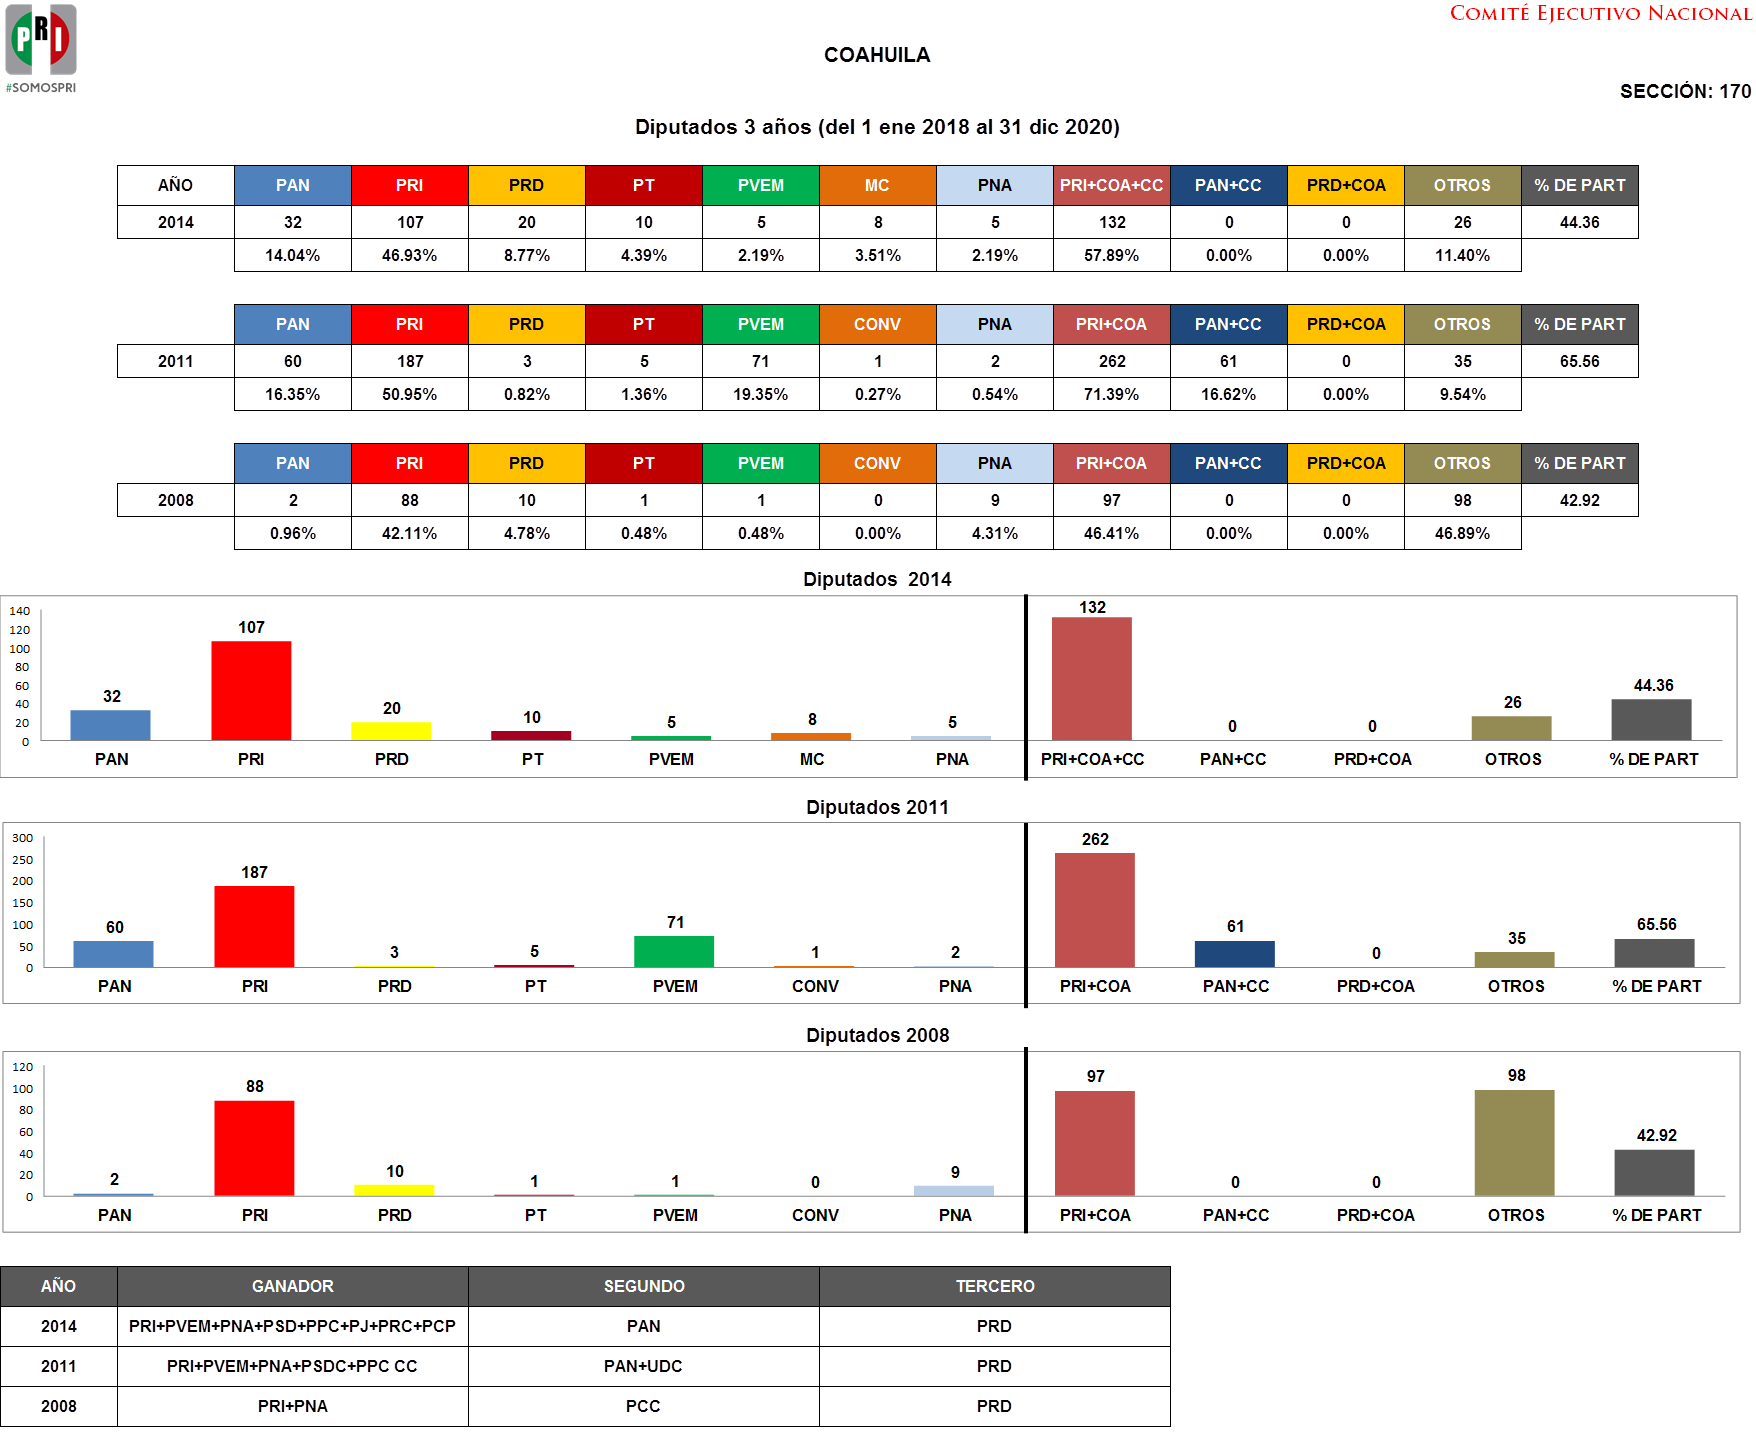 COMITÉ EJECUTIVO NACIONAL
PRI
#SOMOSPRI
COAHUILA
SECCIÓN: 170
Diputados 3 años (del 1 ene 2018 al 31 dic 2020)
AÑO PAN PRI PRD PT PVEM MC PNA PRI+COA+CC PAN+CC PRD+COA OTROS % DE PART
2014 32 107 20 10 5 8 5 132 0 0 26 44.36
14.04% 46.93% 8.77% 4.39% 2.19% 3.51% 2.19% 57.89% 0.00% 0.00% 11.40%
PAN PRI PRD PT PVEM CONV PNA PRI+COA PAN+CC PRD+COA OTROS % DE PART
2011 60 187 3 5 71 1 2 262 61 0 35 65.56
16.35% 50.95% 0.82% 1.36% 19.35% 0.27% 0.54% 71.39% 16.62% 0.00% 9.54%
PAN PRI PRD PT PVEM CONV PNA PRI+COA PAN+CC PRD+COA OTROS % DE PART
2008 2 88 10 1 1 0 9 97 0 0 98 42.92
0.96% 42.11% 4.78% 0.48% 0.48% 0.00% 4.31% 46.41% 0.00% 0.00% 46.89%
Diputados 2014
140
120
100
80
60
40
20
0
32 107 20 10 5 8 5 132 0 0 26 44.36
PAN PRI PRD PT PVEM MC PNA PRI+COA+CC PAN+CC PRD+COA OTROS % DE PART
Diputados 2011
300
250
200
150
100
50
0
60 187 3 5 71 1 2 262 61 0 35 65.56
PAN PRI PRD PT PVEM CONV PNA PRI+COA PAN+CC PRD+COA OTROS % DE PART
Diputados 2008
120
100
80
60
40
20
0
2 88 10 1 1 0 9 97 0 0 98 42.92
PAN PRI PRD PT PVEM CONV PNA PRI+COA PAN+CC PRD+COA OTROS % DE PART
AÑO GANADOR SEGUNDO TERCERO
2014 PRI+PVEM+PNA+PSD+PPC+PJ+PRC+PCP PAN PRD
2011 PRI+PVEM+PNA+PSDC+PPC CC PAN+UDC PRD
2008 PRI+PNA PCC PRD